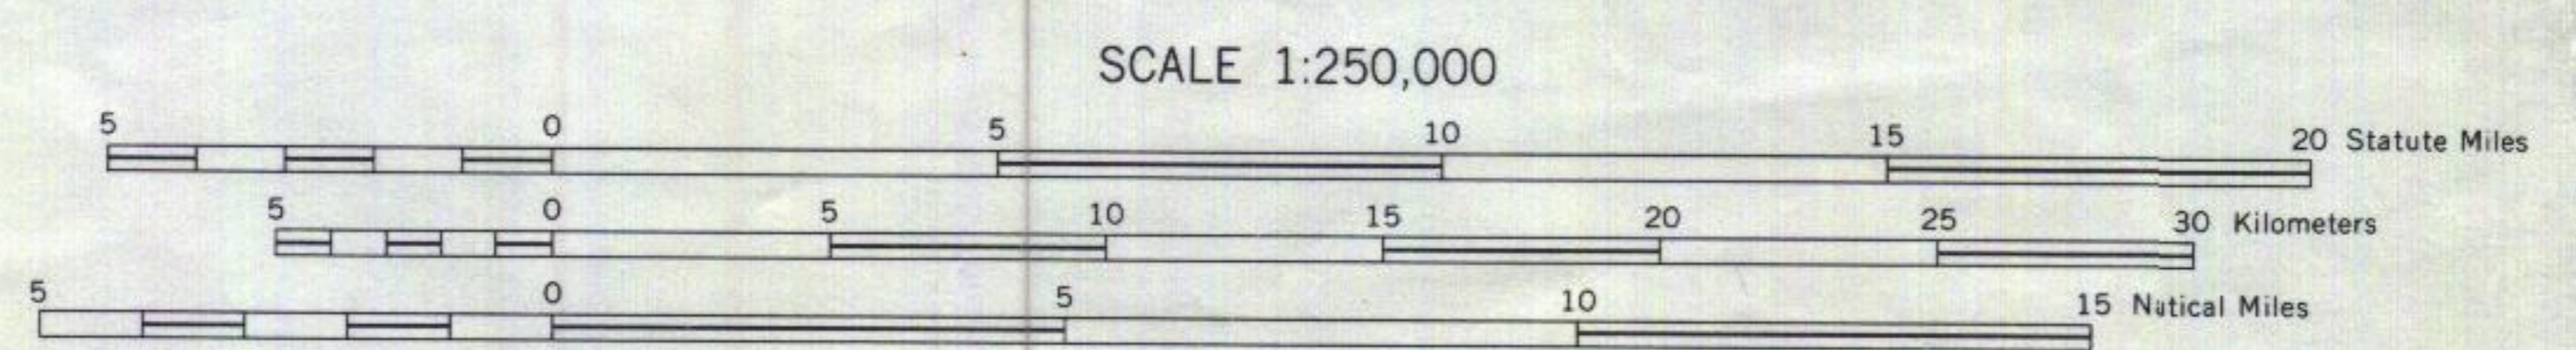 SCALE 1:250,000
5 0 5 10 15 20 Statute Miles
5 0 5 10 15 20 25 30 Kilometers
5 0 5 10 15 Natical Miles